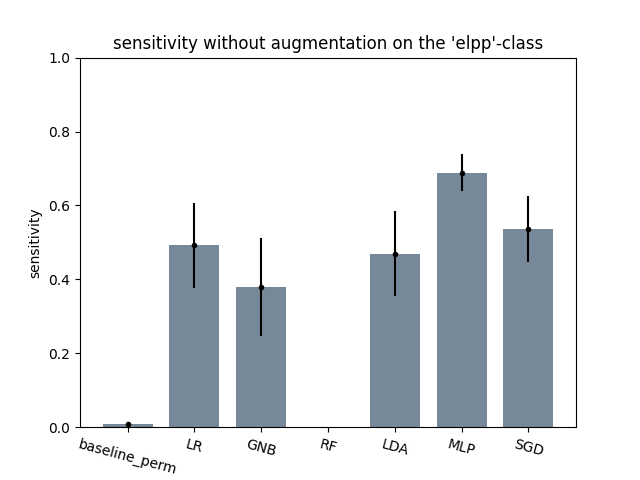 sensitivity without augmentation on the 'elpp'-class
1.0
0.8
0.6
0.4
0.2
0.0
sensitivity
baseline_perm
LR
GNB
RF
LDA
MLP
SGD